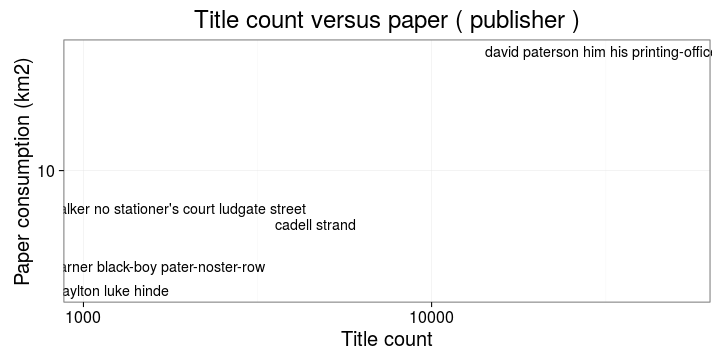 Title count versus paper ( publisher )
david paterson him his printing-office
10
alker no stationer's court ludgate street
cadell strand
arner black-boy pater-noster-row
aylton luke hinde
1000
10000
Title count
Paper consumption (km2)